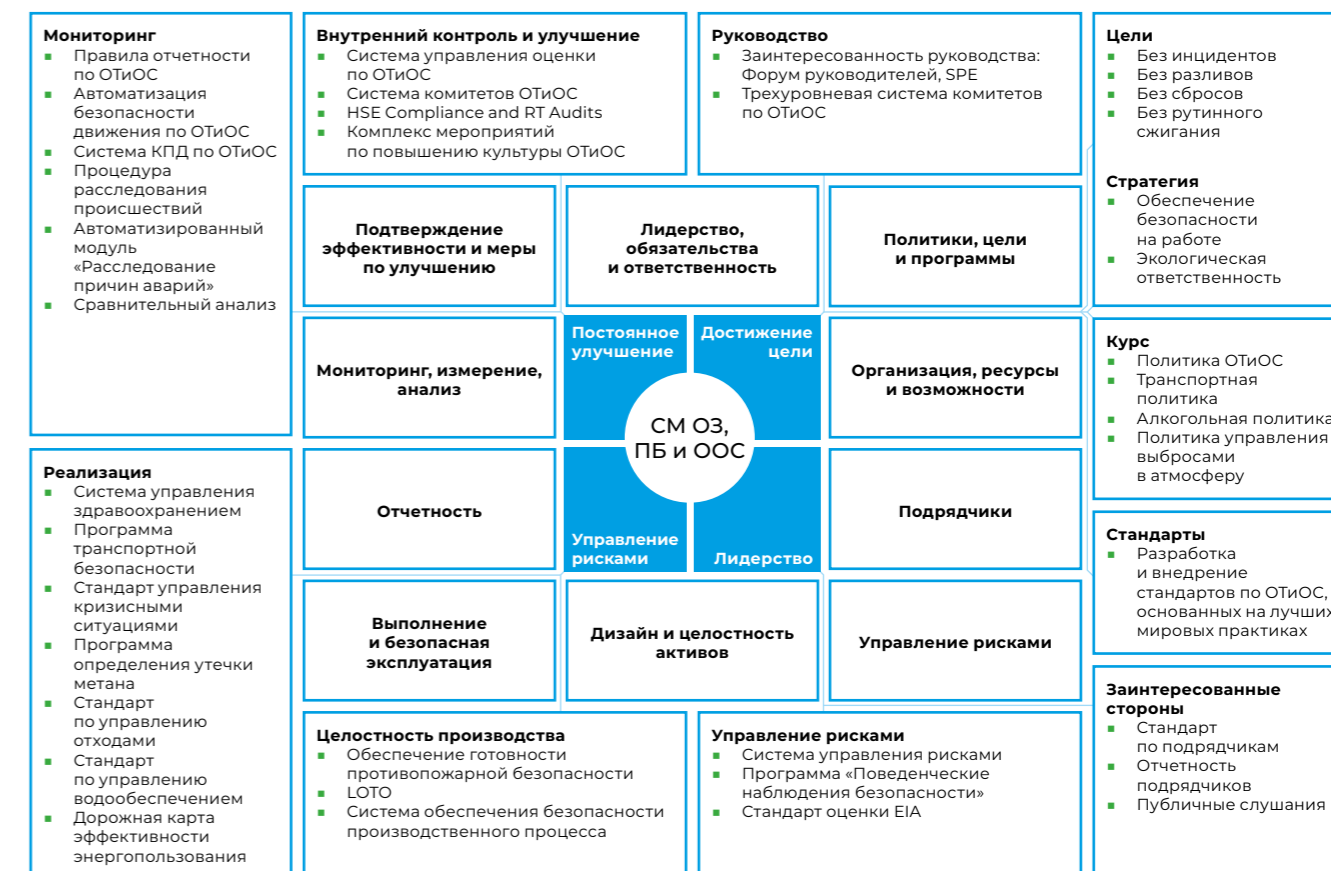 Мониторинг
Правила отчетности
по ОТиОС
Автоматизация
безопасности
движения по ОТиОС
Система КПД по ОТиОС
Процедура
расследования
происшествий
Автоматизированный
модуль
«Расследование
причин аварий»
Сравнительный анализ
Внутренний контроль и улучшение
Система управления оценки
по ОТиОС
Система комитетов ОТиОС
HSE Compliance and RT Audits
Комплекс мероприятий
по повышению культуры ОТиОС
Руководство
Заинтересованность руководства:
Форум руководителей, SPE
Трехуровневая система комитетов
по ОТиОС
Цели
Без инцидентов
Без разливов
Без сбросов
Без рутинного
сжигания
Стратегия
Обеспечение
безопасности
на работе
Экологическая
ответственность
Подтверждение
эффективности и меры
по улучшению
Лидерство,
обязательства
и ответственность
Политики, цели
и программы
Мониторинг, измерение,
анализ
Постоянное
улучшение
Достижение
цели
СМ ОЗ,
ПБ и ООС
Управление
рисками
Лидерство
Организация, ресурсы
и возможности
Курс
Политика ОТиОС
Транспортная
политика
Алкогольная политика
Политика управления
выбросами
в атмосферу
Реализация
Система управления
здравоохранением
Программа
транспортной
безопасности
Стандарт управления
кризисными
ситуациями
Программа
определения утечки
метана
Стандарт
по управлению
отходами
Стандарт
по управлению
водообеспечением
Дорожная карта
эффективности
энергопользования
Отчетность
Подрядчики
Стандарты
Разработка
и внедрение
стандартов по ОТиОС,
основанных на лучших
мировых практиках
Выполнение
и безопасная
эксплуатация
Дизайн и целостность
активов
Управление рисками
Целостность производства
Обеспечение готовности
противопожарной безопасности
LOTO
Система обеспечения безопасности
производственного процесса
Управление рисками
Система управления рисками
Программа «Поведенческие
наблюдения безопасности»
Стандарт оценки EIA
Заинтересованные
стороны
Стандарт
по подрядчикам
Отчетность
подрядчиков
Публичные слушания